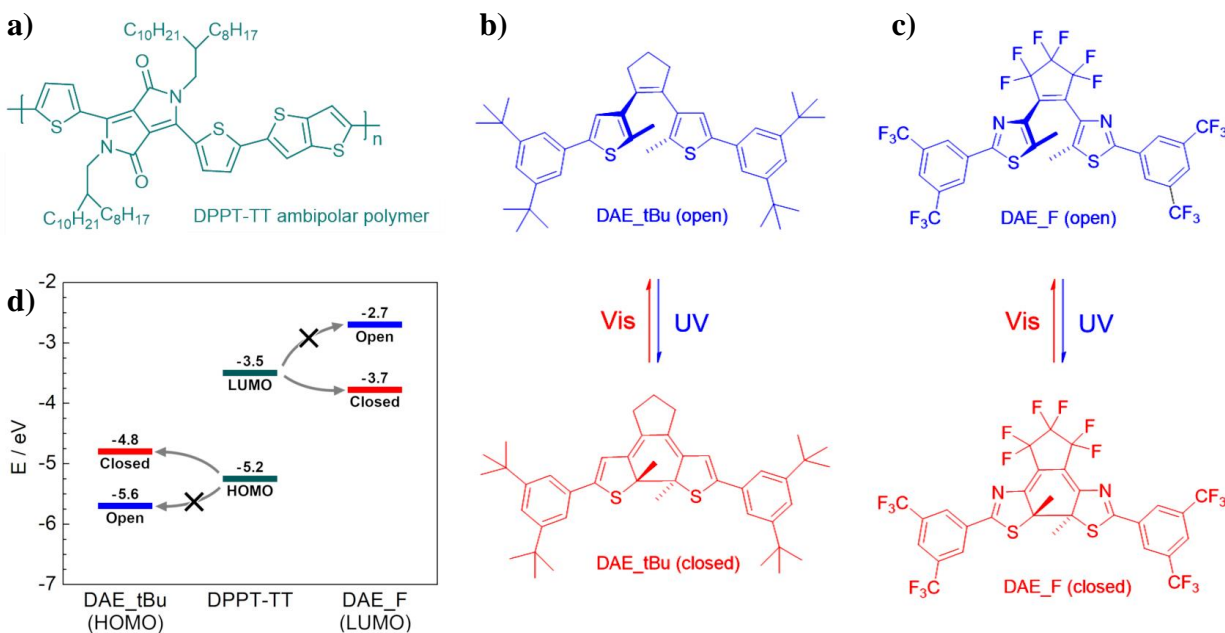 a)
C10H21
C8H17
O
N
S
S
S
S
n
N
O
C10H21
C8H17
DPPT-TT ambipolar polymer
b)
S
S
DAE_tBu (open)
Vis
UV
S
S
DAE_tBu (closed)
c)
F
F
F
F
F
F
F3C
N
N
CF3
S
S
F3C
CF3
DAE_F (open)
Vis
UV
F
F
F
F
F
F
F3C
N
N
CF3
S
S
F3C
CF3
DAE_F (closed)
d)
E / eV
-2
-3
-4
-5
-6
-7
-2.7
Open
-3.5
LUMO
-3.7
Closed
-4.8
Closed
-5.2
HOMO
-5.6
Open
DAE_tBu
(HOMO)
DPPT-TT
DAE_F
(LUMO)